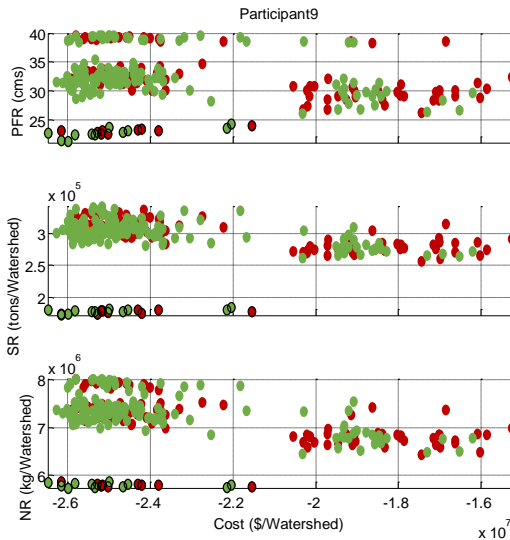 Participant9
40
35
30
25
PFR (cms)
x 10^5
3
2.5
2
SR (tons/Watershed)
x 10^6
8
7
6
NR (kg/Watershed)
-2.6 -2.4 -2.2 -2 -1.8 -1.6
Cost ($/Watershed)
x 10^7